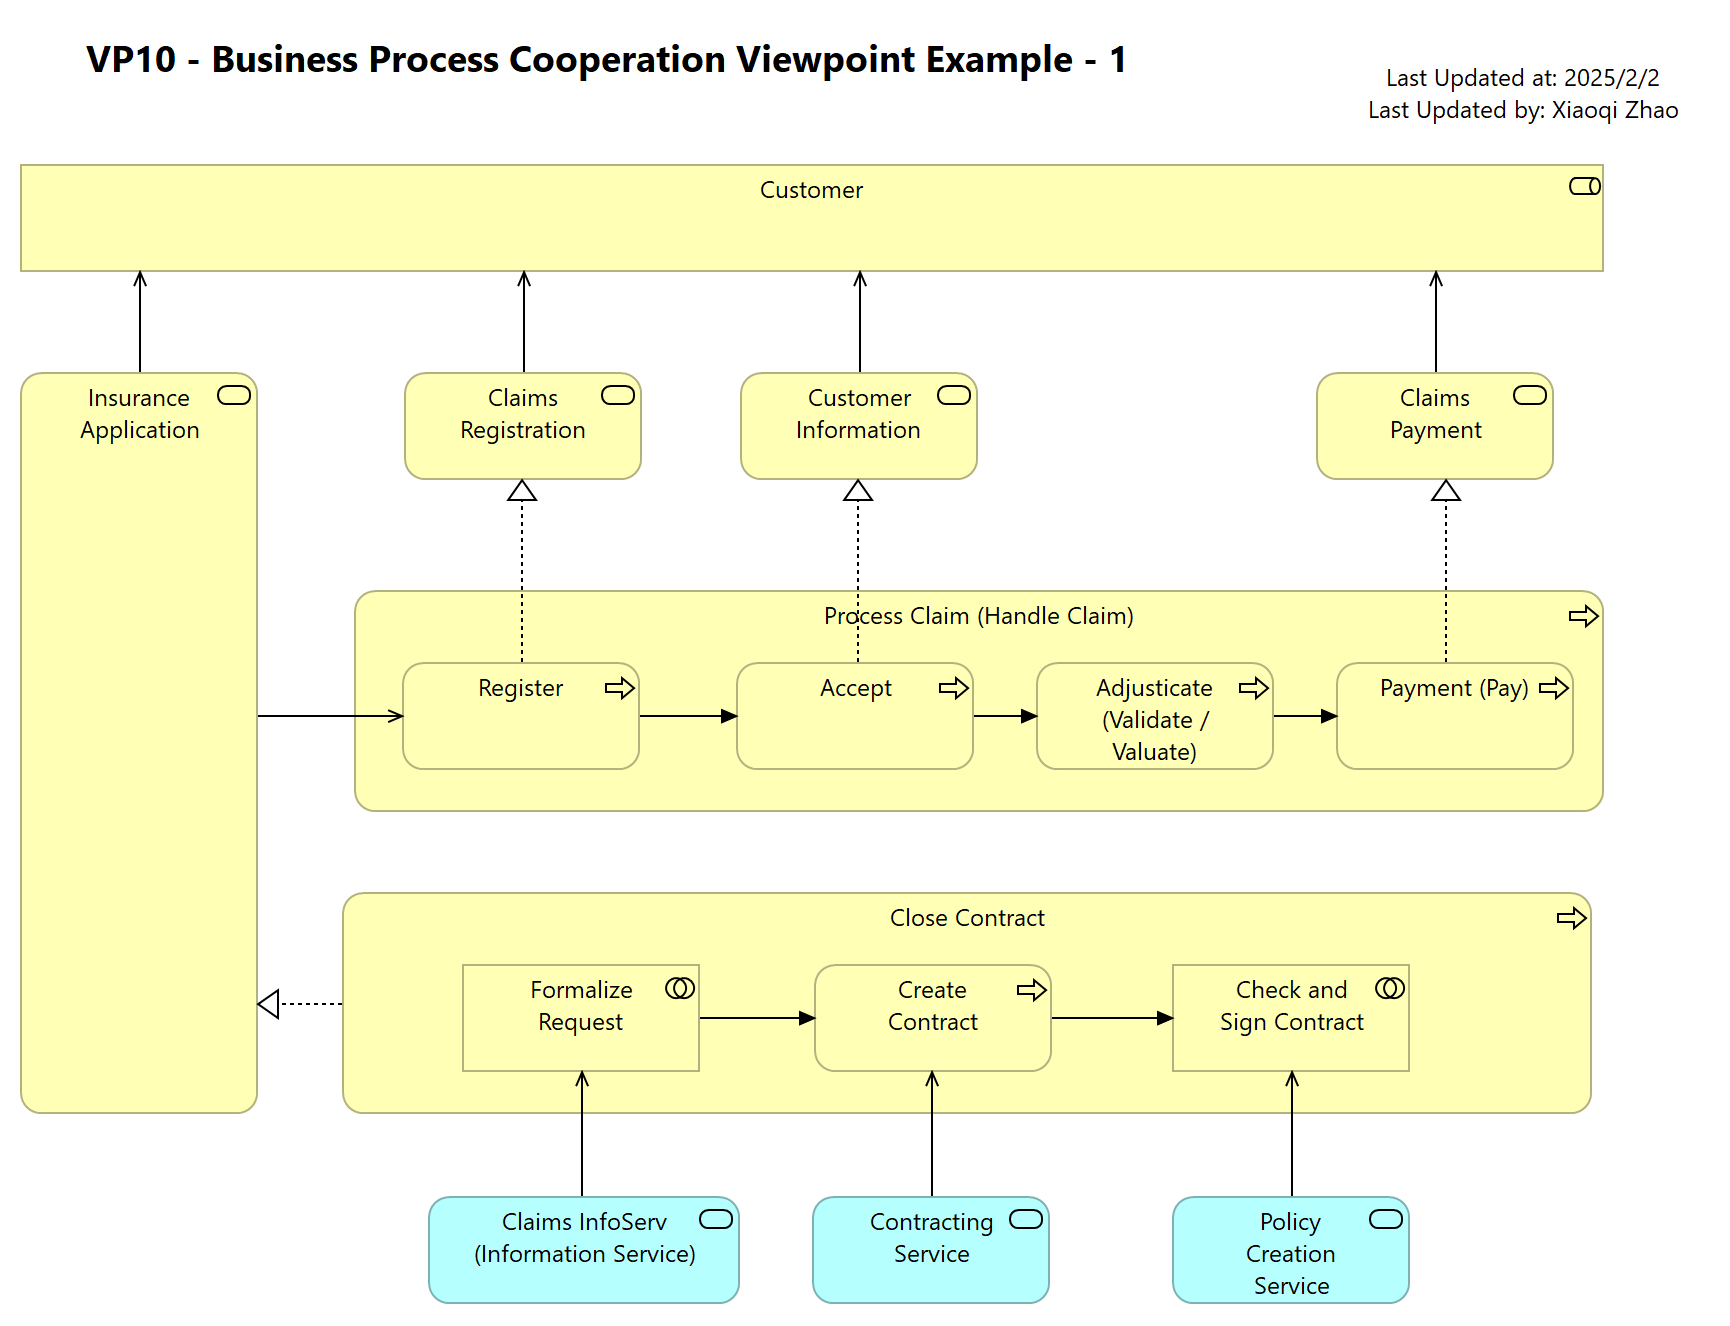 VP10 - Business Process Cooperation Viewpoint Example - 1
Last Updated at: 2025/2/2
Last Updated by: Xiaoqi Zhao
Customer
Insurance
Application
Claims
Registration
Customer
Information
Claims
Payment
Process Claim (Handle Claim)
Register
Accept
Adjusticate
(Validate /
Valuate)
Payment (Pay)
Close Contract
Formalize
Request
Create
Contract
Check and
Sign Contract
Claims InfoServ
(Information Service)
Contracting
Service
Policy
Creation
Service